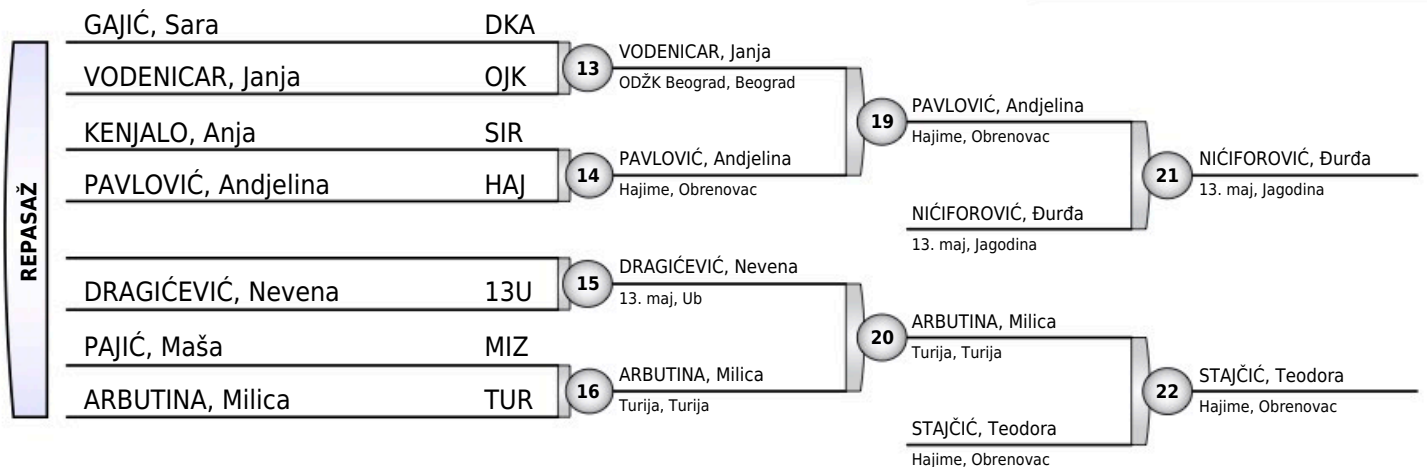 GAJIĆ, Sara DKA
VODENICAR, Janja OJK
KENJALO, Anja SIR
PAVLOVIĆ, Andjelina HAJ
DRAGIĆEVIĆ, Nevena 13U
PAJIĆ, Maša MIZ
ARBUTINA, Milica TUR
REPASAŽ
13
VODENICAR, Janja
ODŽK Beograd, Beograd
14
PAVLOVIĆ, Andjelina
Hajime, Obrenovac
15
DRAGIĆEVIĆ, Nevena
13. maj, Ub
16
ARBUTINA, Milica
Turija, Turija
19
PAVLOVIĆ, Andjelina
Hajime, Obrenovac
NIĆIFOROVIĆ, Đurđa
13. maj, Jagodina
20
ARBUTINA, Milica
Turija, Turija
STAJČIĆ, Teodora
Hajime, Obrenovac
21
NIĆIFOROVIĆ, Đurđa
13. maj, Jagodina
22
STAJČIĆ, Teodora
Hajime, Obrenovac